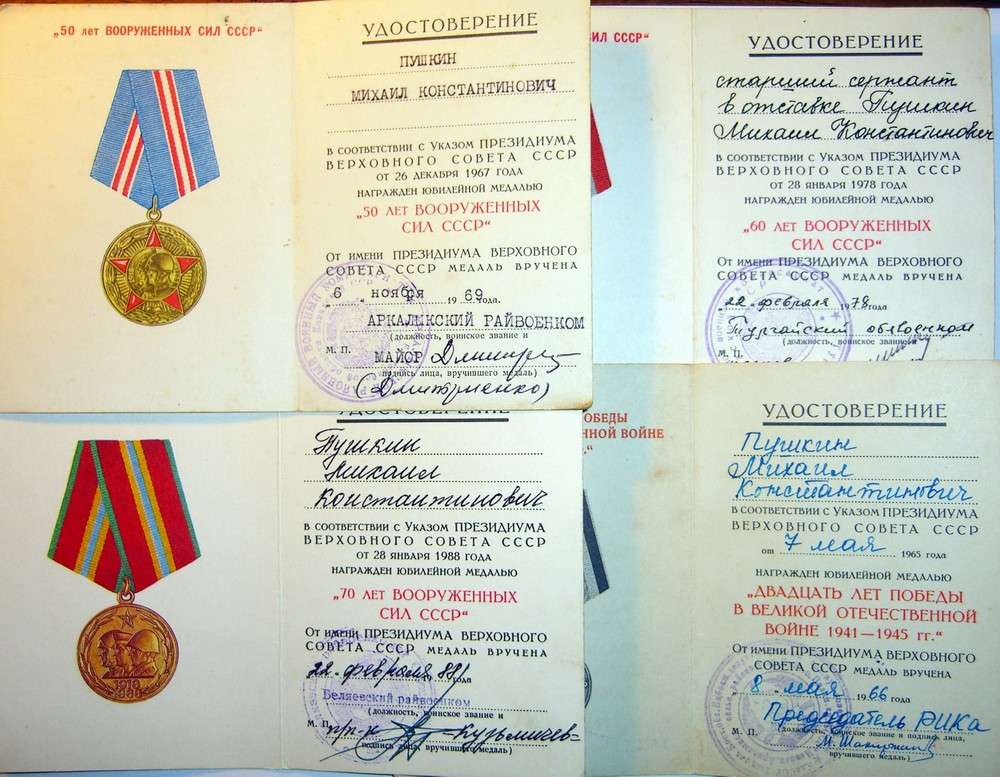 „50 лет ВООРУЖЕННЫХ СИЛ СССР“
УДОСТОВЕРЕНИЕ
ПУШКИН
МИХАИЛ КОНСТАНТИНОВИЧ
В СООТВЕТСТВИИ С УКАЗОМ ПРЕЗИДИУМА
ВЕРХОВНОГО СОВЕТА СССР
ОТ 26 ДЕКАБРЯ 1967 ГОДА
НАГРАЖДЕН ЮБИЛЕЙНОЙ МЕДАЛЬЮ
„50 ЛЕТ ВООРУЖЕННЫХ
СИЛ СССР“
ОТ ИМЕНИ ПРЕЗИДИУМА ВЕРХОВНОГО
СОВЕТА СССР МЕДАЛЬ ВРУЧЕНА
6 „ ноября 1969 года.
АРКАЛЫКСКИЙ РАЙВОЕНКОМ
(должность, воинское звание и
М. П. МАЙОР
подпись лица, вручившего медаль)
(Дмитриенко)
ИЛ СССР“
УДОСТОВЕРЕНИЕ
старший сержант
в отставке Пушкин
Михаил Константинович
В СООТВЕТСТВИИ С УКАЗОМ ПРЕЗИДИУМА
ВЕРХОВНОГО СОВЕТА СССР
ОТ 28 ЯНВАРЯ 1978 ГОДА
НАГРАЖДЕН ЮБИЛЕЙНОЙ МЕДАЛЬЮ
„60 ЛЕТ ВООРУЖЕННЫХ
СИЛ СССР“
ОТ ИМЕНИ ПРЕЗИДИУМА ВЕРХОВНОГО
СОВЕТА СССР МЕДАЛЬ ВРУЧЕНА
„22 „ февраля 1978 года
Тургайский облвоенком
(должность, воинское звание и
М. П.
1918
1988
УДОСТОВЕРЕНИЕ
Пушкин
Михаил
Константинович
В СООТВЕТСТВИИ С УКАЗОМ ПРЕЗИДИУМА
ВЕРХОВНОГО СОВЕТА СССР
ОТ 28 ЯНВАРЯ 1988 ГОДА
НАГРАЖДЕН ЮБИЛЕЙНОЙ МЕДАЛЬЮ
„70 ЛЕТ ВООРУЖЕННЫХ
СИЛ СССР“
ОТ ИМЕНИ ПРЕЗИДИУМА ВЕРХОВНОГО
СОВЕТА СССР МЕДАЛЬ ВРУЧЕНА
22 февраля
Беляевский райвоенком
(должность, воинское звание и
М. П. п/п-к
подпись лица, вручившего медаль)
ОБЕДЫ
ННОЙ ВОЙНЕ
УДОСТОВЕРЕНИЕ
Пушкин
Михаил
Константинович
В СООТВЕТСТВИИ С УКАЗОМ ПРЕЗИДИУМА
ВЕРХОВНОГО СОВЕТА СССР
от 7 мая 1965 года
НАГРАЖДЕН ЮБИЛЕЙНОЙ МЕДАЛЬЮ
„ДВАДЦАТЬ ЛЕТ ПОБЕДЫ
В ВЕЛИКОЙ ОТЕЧЕСТВЕННОЙ
ВОЙНЕ 1941—1945 гг.“
ОТ ИМЕНИ ПРЕЗИДИУМА ВЕРХОВНОГО
СОВЕТА СССР МЕДАЛЬ ВРУЧЕНА
„ 8 „ мая 1966 года
Председатель РИКа
М. П. (должность, воинское звание и подпись лица,
вручившего медаль)